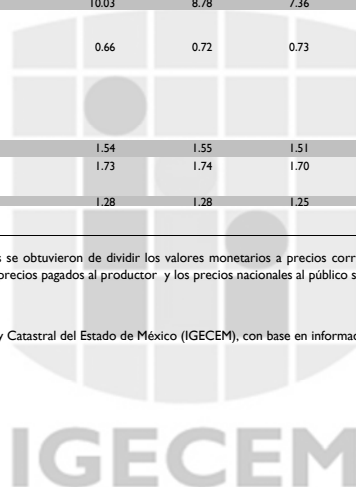 10.03 8.78 7.36
0.66 0.72 0.73
1.54 1.55 1.51
1.73 1.74 1.70
1.28 1.28 1.25
s se obtuvieron de dividir los valores monetarios a precios corr
precios pagados al productor y los precios nacionales al público s
y Catastral del Estado de México (IGECEM), con base en informac
IGECEM